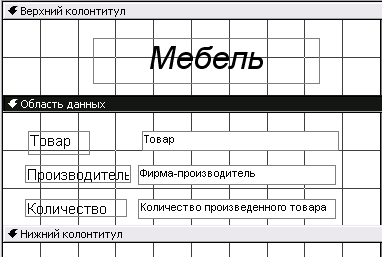 Верхний колонтитул
Мебель
Область данных
Товар Товар
Производитель Фирма-производитель
Количество Количество произведенного товара
Нижний колонтитул